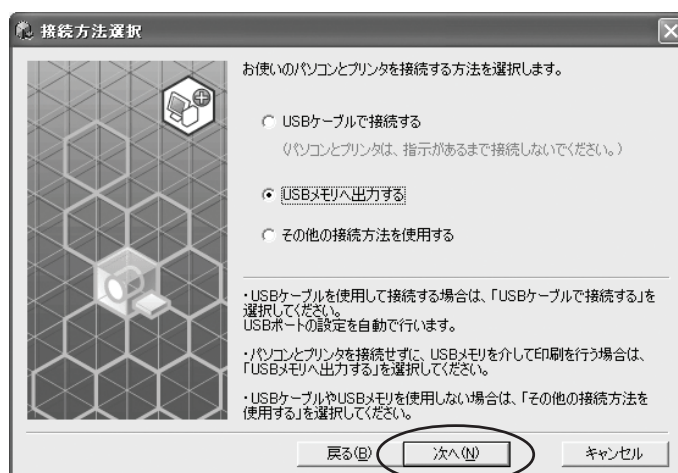 接続方法選択
お使いのパソコンとプリンタを接続する方法を選択します。
USBケーブルで接続する
(パソコンとプリンタは、指示があるまで接続しないでください。)
USBメモリへ出力する
その他の接続方法を使用する
・USBケーブルを使用して接続する場合は、「USBケーブルで接続する」を
選択してください。
USBポートの設定を自動で行います。
・パソコンとプリンタを接続せずに、USBメモリを介して印刷を行う場合は、
「USBメモリへ出力する」を選択してください。
・USBケーブルやUSBメモリを使用しない場合は、「その他の接続方法を
使用する」を選択してください。
戻る(B) 次へ(N) キャンセル